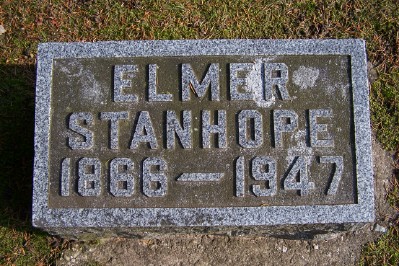 ELMER
STANHOPE
1866 — 1947